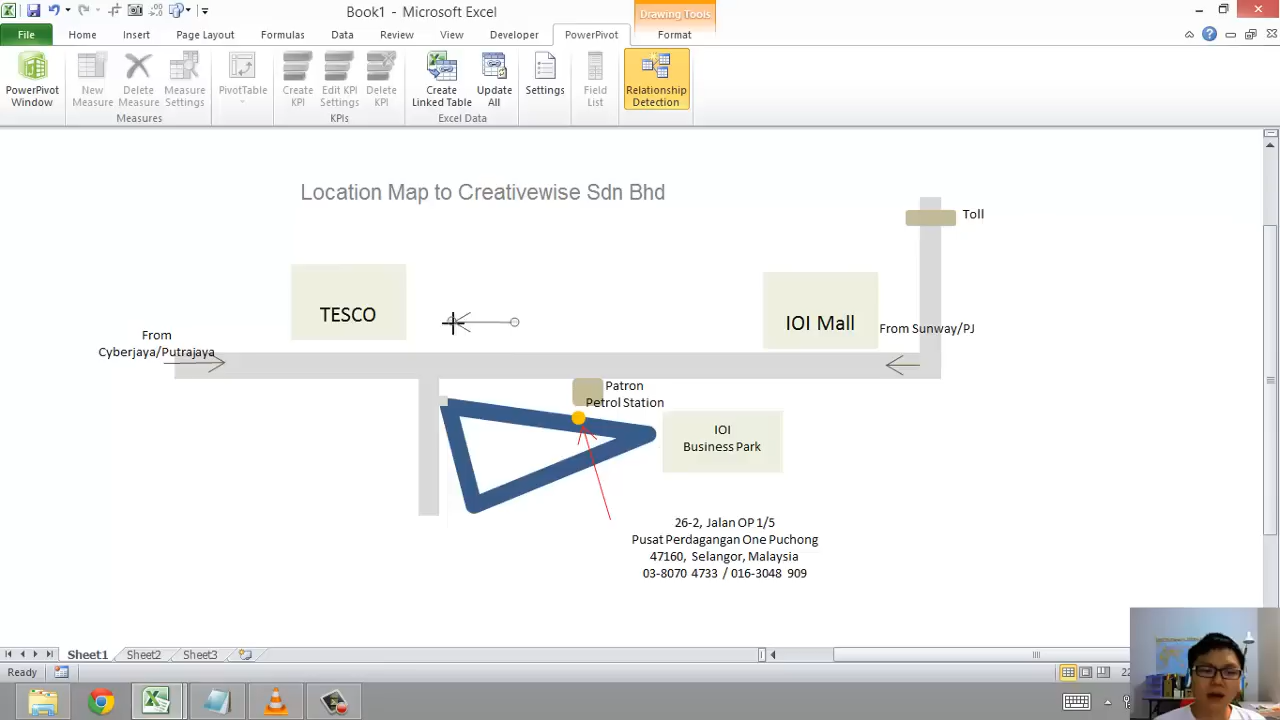 Book1 - Microsoft Excel
Drawing Tools
File
Home
Insert
Page Layout
Formulas
Data
Review
View
Developer
PowerPivot
Format
PowerPivot
Window
New
Measure
Delete
Measure
Measure
Settings
PivotTable
Create
KPI
Edit KPI
Settings
Delete
KPI
Create
Linked Table
Update
All
Settings
Field
List
Relationship
Detection
Measures
KPIs
Excel Data
Location Map to Creativewise Sdn Bhd
Toll
TESCO
IOI Mall
From Sunway/PJ
From
Cyberjaya/Putrajaya
Patron
Petrol Station
IOI
Business Park
26-2, Jalan OP 1/5
Pusat Perdagangan One Puchong
47160, Selangor, Malaysia
03-8070 4733 / 016-3048 909
Sheet1
Sheet2
Sheet3
Ready